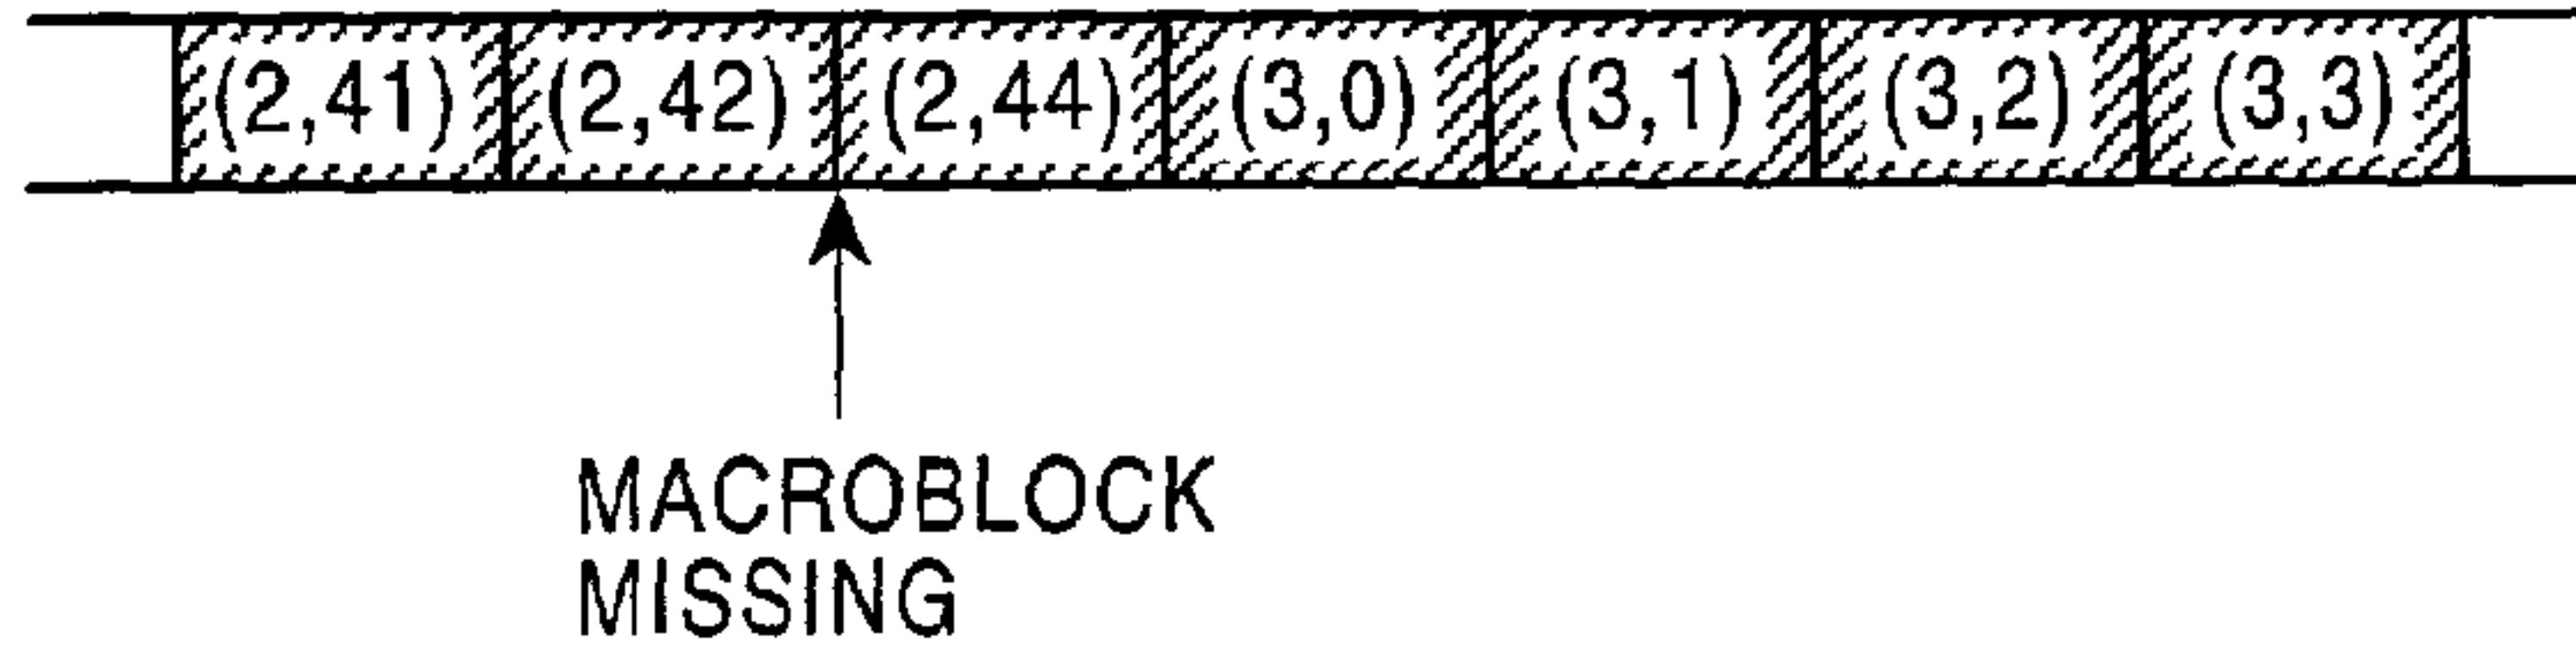 (2,41) (2,42) (2,44) (3,0) (3,1) (3,2) (3,3)
MACROBLOCK
MISSING